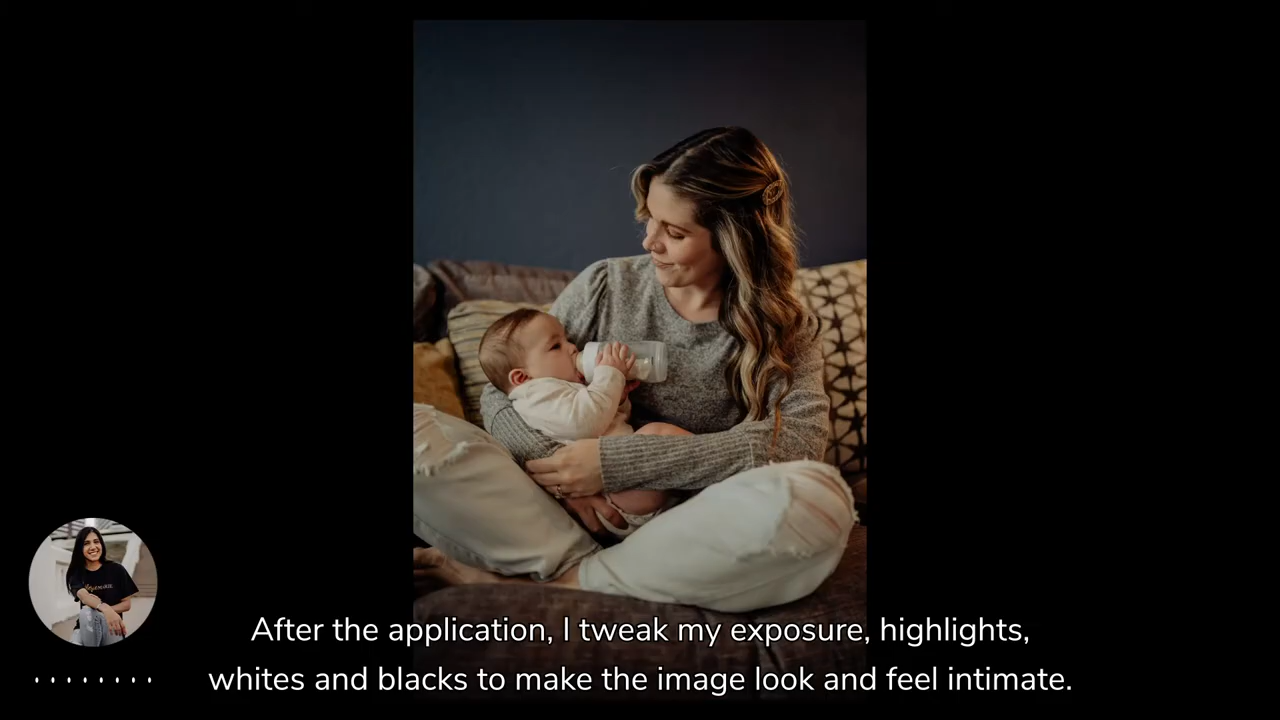 After the application, I tweak my exposure, highlights,
whites and blacks to make the image look and feel intimate.